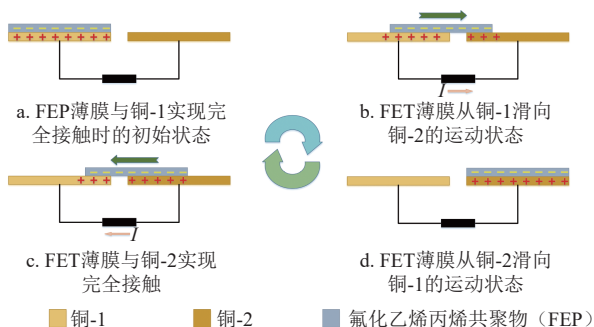 + + + + + + + + +
+ + + + + + + + +
I
a. FEP薄膜与铜-1实现完
全接触时的初始状态
b. FET薄膜从铜-1滑向
铜-2的运动状态
+ + + + + + + + +
+ + + + + + + + +
I
c. FET薄膜与铜-2实现
完全接触
d. FET薄膜从铜-2滑向
铜-1的运动状态
铜-1
铜-2
氟化乙烯丙烯共聚物（FEP）